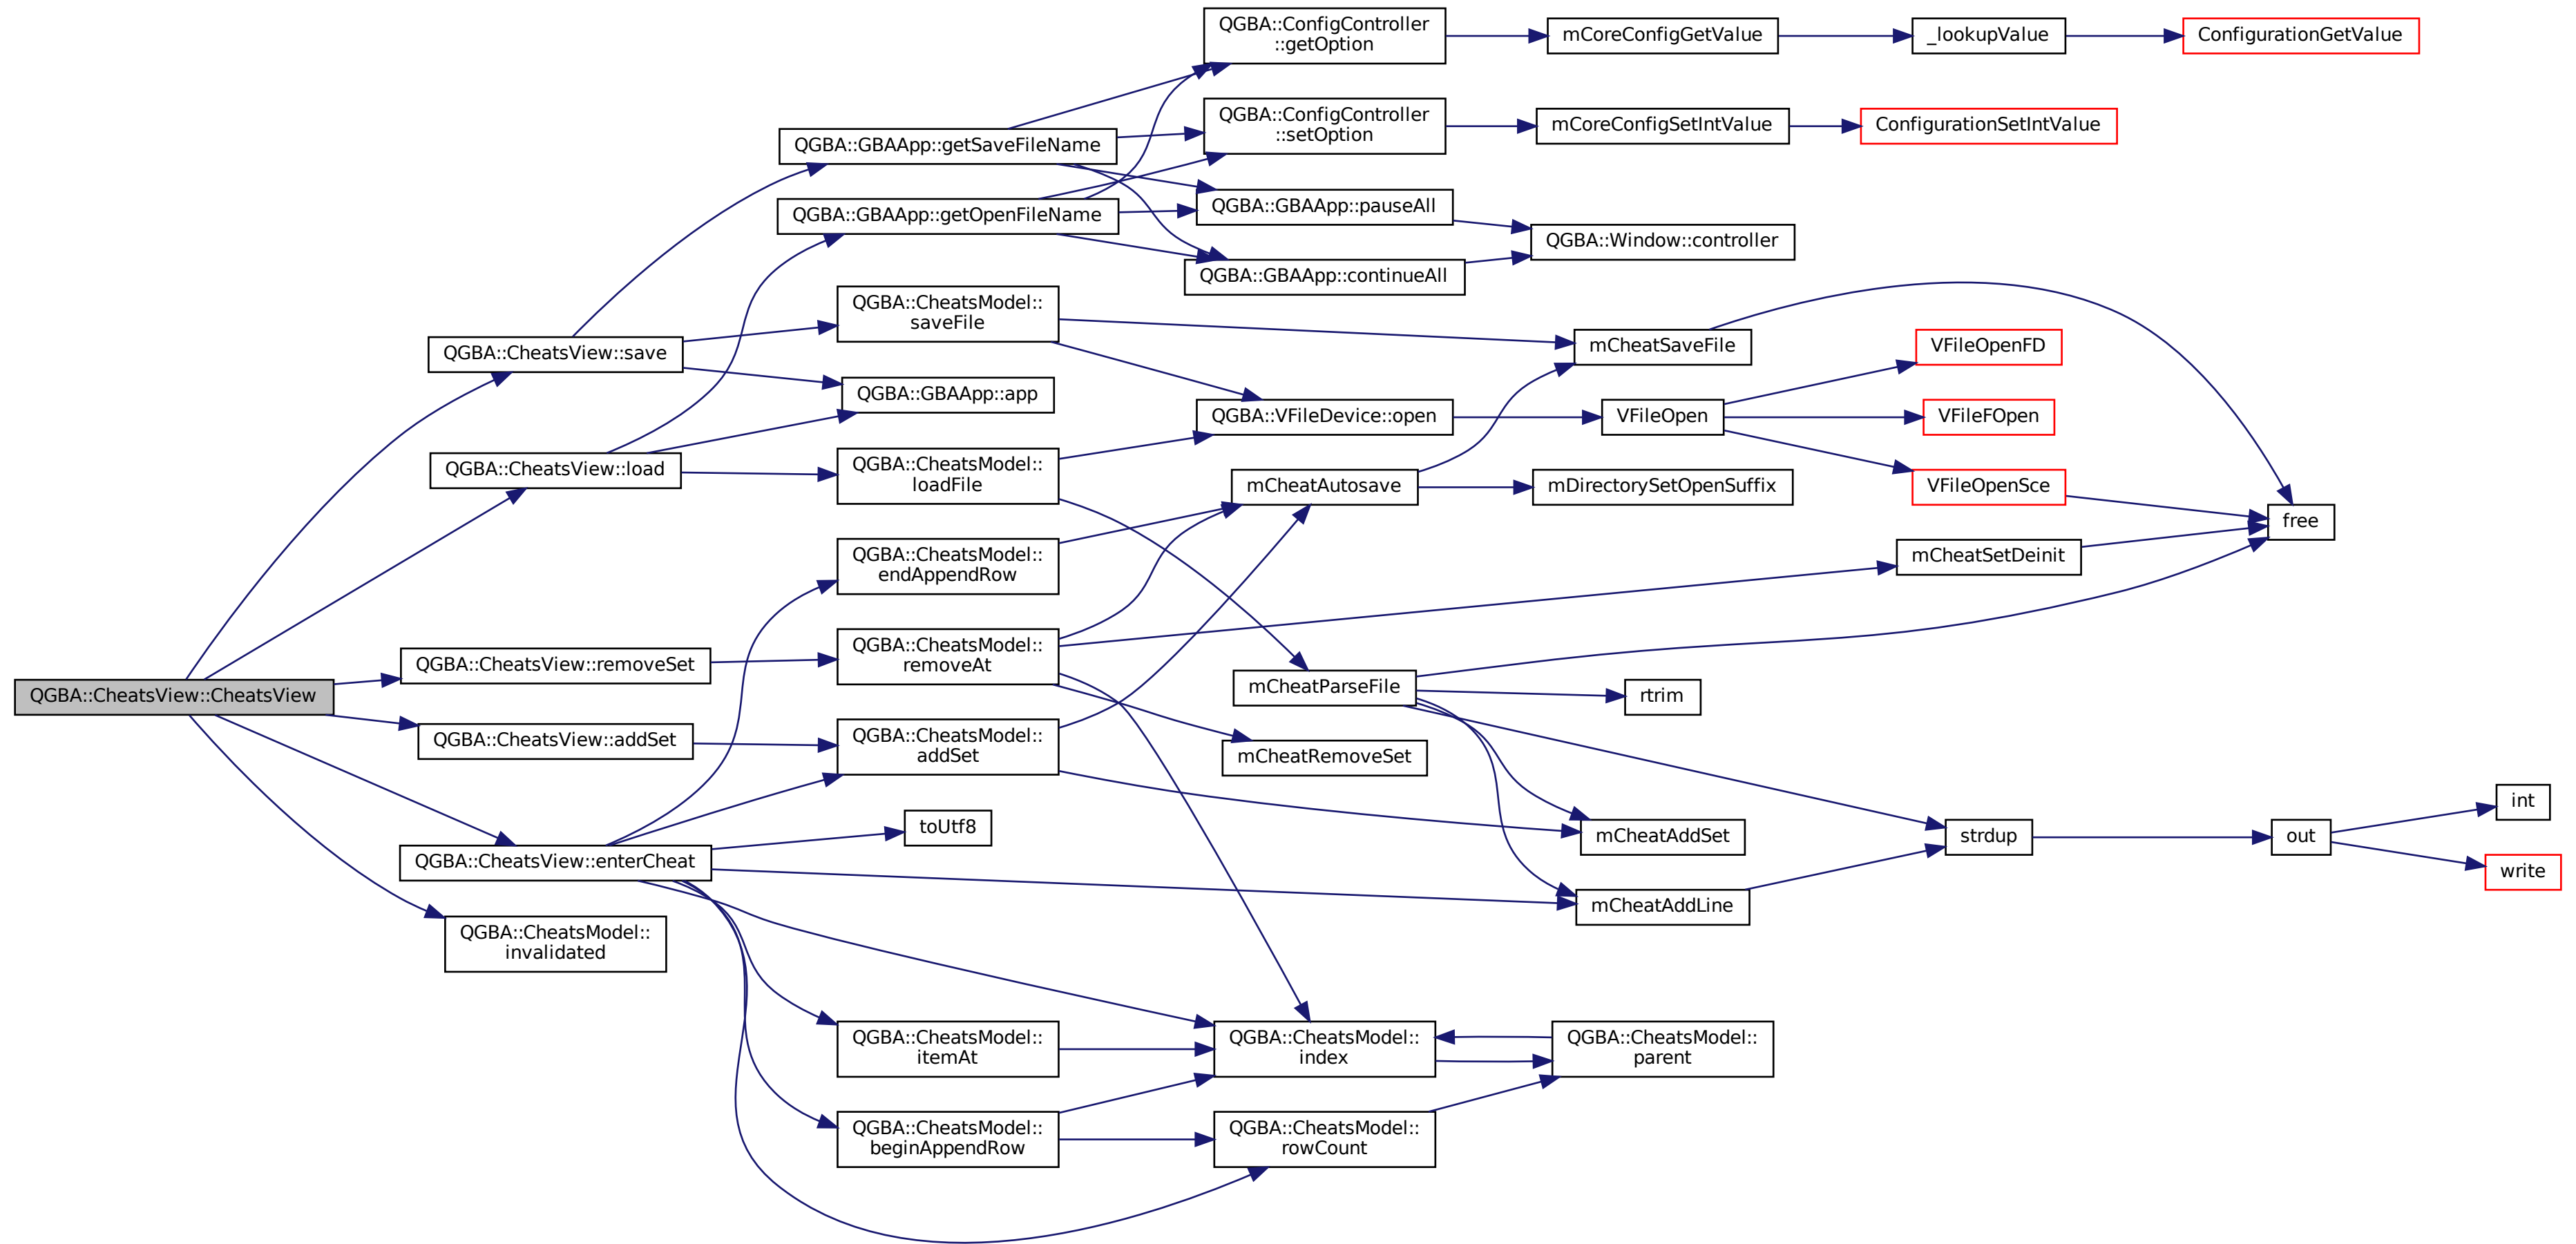 QGBA::CheatsView::CheatsView
QGBA::CheatsView::save
QGBA::CheatsView::load
QGBA::CheatsView::removeSet
QGBA::CheatsView::addSet
QGBA::CheatsView::enterCheat
QGBA::CheatsModel::
invalidated
QGBA::GBAApp::getSaveFileName
QGBA::GBAApp::getOpenFileName
QGBA::CheatsModel::
saveFile
QGBA::GBAApp::app
QGBA::CheatsModel::
loadFile
QGBA::CheatsModel::
endAppendRow
QGBA::CheatsModel::
removeAt
QGBA::CheatsModel::
addSet
toUtf8
QGBA::CheatsModel::
itemAt
QGBA::CheatsModel::
beginAppendRow
QGBA::ConfigController
::getOption
QGBA::ConfigController
::setOption
QGBA::GBAApp::pauseAll
QGBA::GBAApp::continueAll
QGBA::VFileDevice::open
mCheatAutosave
mCheatParseFile
mCheatRemoveSet
QGBA::CheatsModel::
index
QGBA::CheatsModel::
rowCount
mCoreConfigGetValue
mCoreConfigSetIntValue
QGBA::Window::controller
mCheatSaveFile
VFileOpen
mDirectorySetOpenSuffix
rtrim
mCheatAddSet
mCheatAddLine
QGBA::CheatsModel::
parent
_lookupValue
ConfigurationSetIntValue
VFileOpenFD
VFileFOpen
VFileOpenSce
mCheatSetDeinit
strdup
ConfigurationGetValue
free
out
int
write